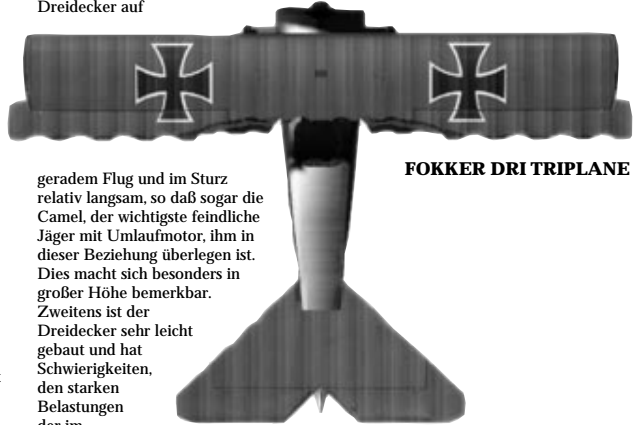 Dreidecker auf
FOKKER DRI TRIPLANE
geradem Flug und im Sturz
relativ langsam, so daß sogar die
Camel, der wichtigste feindliche
Jäger mit Umlaufmotor, ihm in
dieser Beziehung überlegen ist.
Dies macht sich besonders in
großer Höhe bemerkbar.
Zweitens ist der
Dreidecker sehr leicht
gebaut und hat
Schwierigkeiten,
den starken
Belastungen
der im